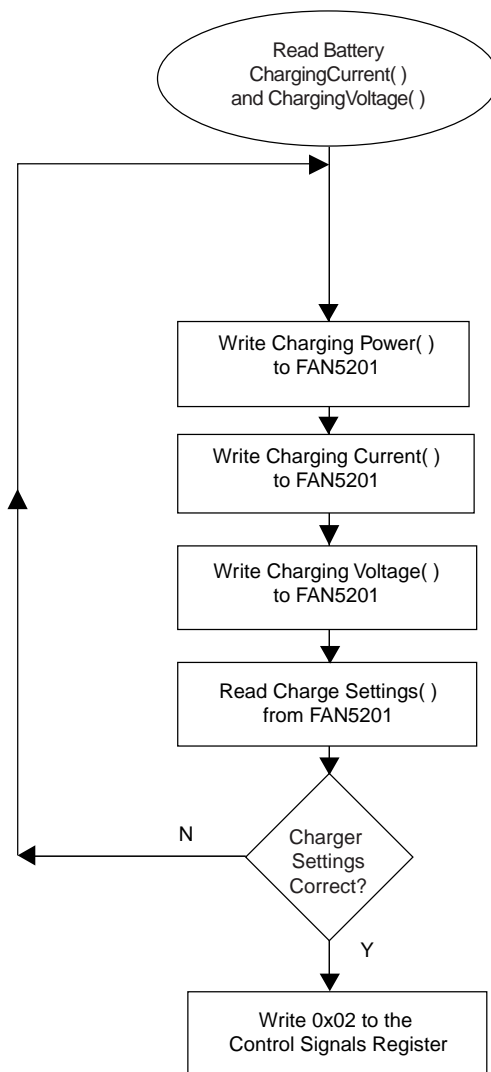 Read Battery
ChargingCurrent( )
and ChargingVoltage( )
Write Charging Power( )
to FAN5201
Write Charging Current( )
to FAN5201
Write Charging Voltage( )
to FAN5201
Read Charge Settings( )
from FAN5201
N
Charger
Settings
Correct?
Y
Write 0x02 to the
Control Signals Register